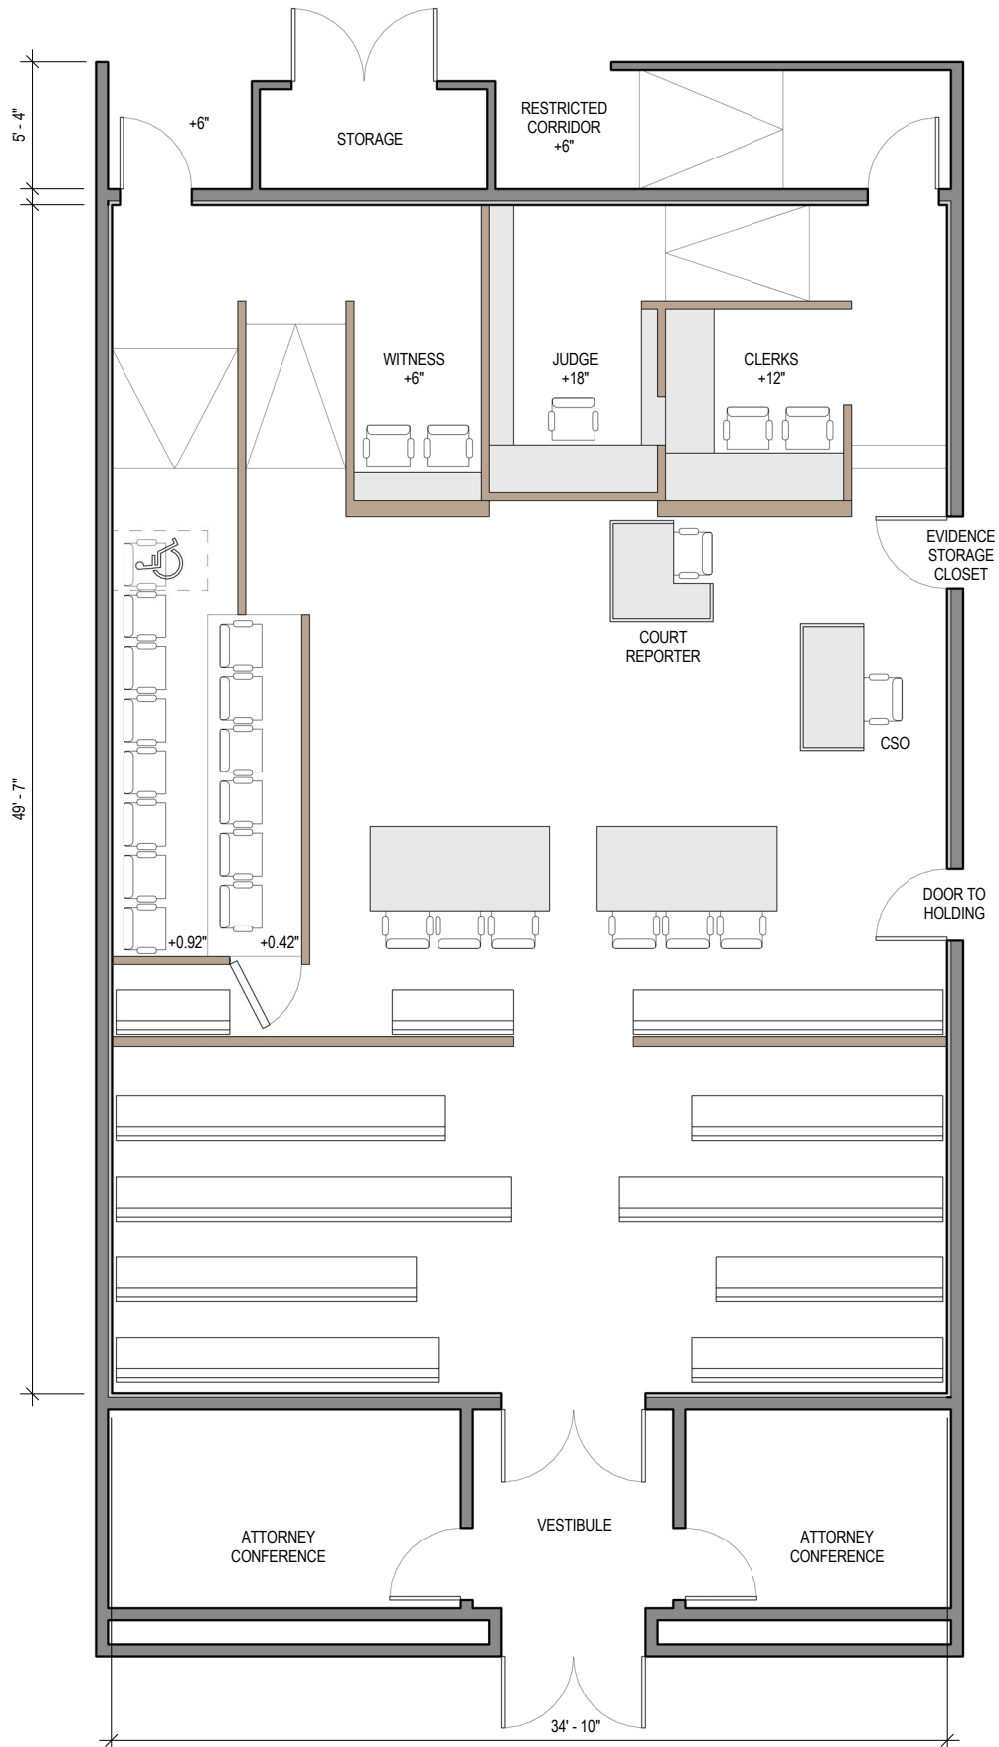 5' - 4"
+6"
STORAGE
RESTRICTED
CORRIDOR
+6"
WITNESS
+6"
JUDGE
+18"
CLERKS
+12"
EVIDENCE
STORAGE
CLOSET
COURT
REPORTER
CSO
49' - 7"
DOOR TO
HOLDING
+0.92"
+0.42"
ATTORNEY
CONFERENCE
VESTIBULE
ATTORNEY
CONFERENCE
34' - 10"